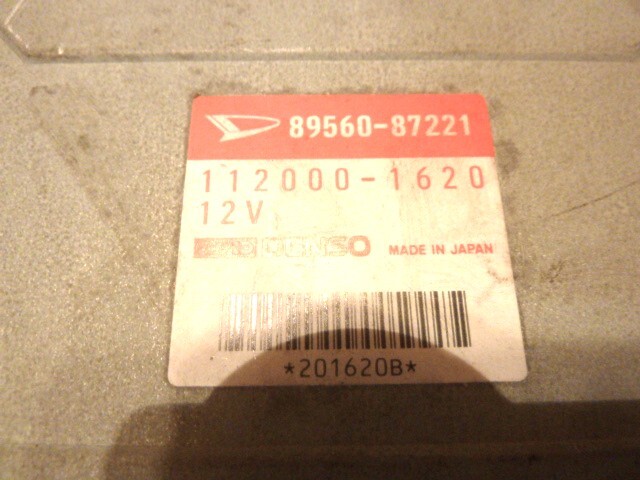 89560-87221
112000-1620
12V
DENSO MADE IN JAPAN
*201620B*